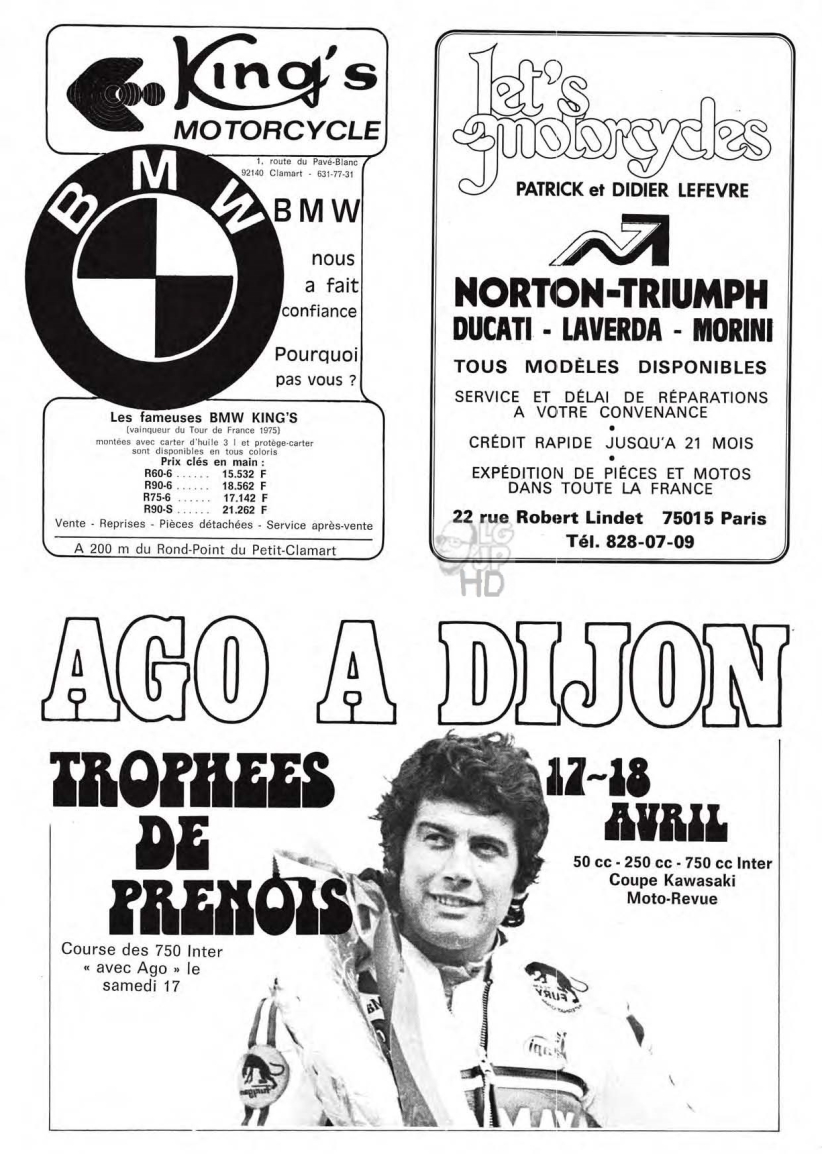 King's
MOTORCYCLE
1, route du Pavé-Blanc
92140 Clamart - 631-77-31
BMW
BMW
nous
a fait
confiance
Pourquoi
pas vous ?
Les fameuses BMW KING'S
(vainqueur du Tour de France 1975)
montées avec carter d'huile 3 l et protège-carter
sont disponibles en tous coloris
Prix clés en main :
R60-6 ...... 15.532 F
R90-6 ...... 18.562 F
R75-6 ...... 17.142 F
R90-S ...... 21.262 F
Vente - Reprises - Pièces détachées - Service après-vente
A 200 m du Rond-Point du Petit-Clamart
let's
motorcycles
PATRICK et DIDIER LEFEVRE
NORTON-TRIUMPH
DUCATI - LAVERDA - MORINI
TOUS MODÈLES DISPONIBLES
SERVICE ET DÉLAI DE RÉPARATIONS
A VOTRE CONVENANCE
•
CRÉDIT RAPIDE JUSQU'A 21 MOIS
•
EXPÉDITION DE PIÉCES ET MOTOS
DANS TOUTE LA FRANCE
22 rue Robert Lindet 75015 Paris
Tél. 828-07-09
LG
JP
HD
AGO A DIJON
TROPHEES
DE
PRENOIS
Course des 750 Inter
« avec Ago » le
samedi 17
17-18
AVRIL
50 cc - 250 cc - 750 cc Inter
Coupe Kawasaki
Moto-Revue
FURY